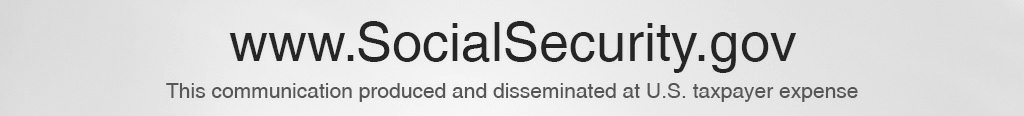 www.SocialSecurity.gov
This communication produced and disseminated at U.S. taxpayer expense